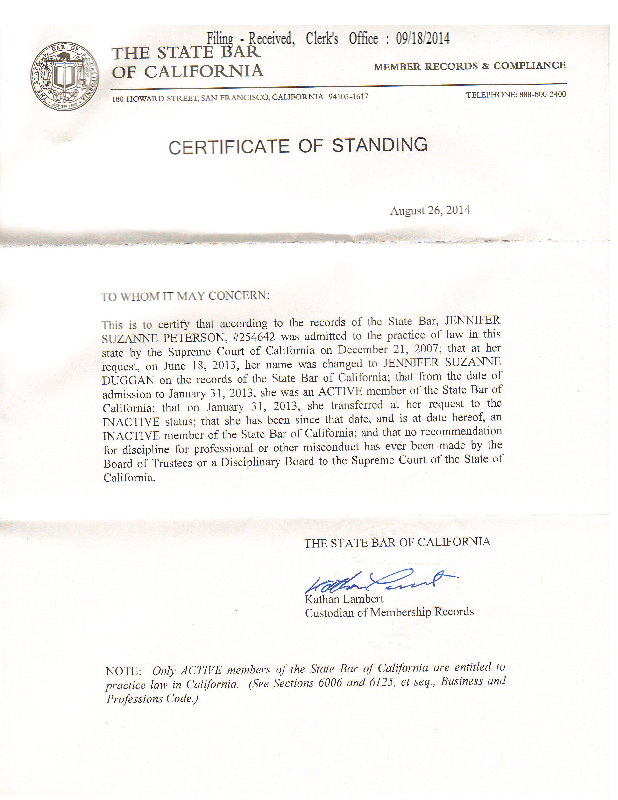 Filing - Received, Clerk's Office : 09/18/2014
THE STATE BAR
OF CALIFORNIA
MEMBER RECORDS & COMPLIANCE
180 HOWARD STREET, SAN FRANCISCO, CALIFORNIA 94105-1617
TELEPHONE: 888-800-3400
CERTIFICATE OF STANDING
August 26, 2014
TO WHOM IT MAY CONCERN:
This is to certify that according to the records of the State Bar, JENNIFER
SUZANNE PETERSON, #254642 was admitted to the practice of law in this
state by the Supreme Court of California on December 21, 2007; that at her
request, on June 18, 2013, her name was changed to JENNIFER SUZANNE
DUGGAN on the records of the State Bar of California; that from the date of
admission to January 31, 2013, she was an ACTIVE member of the State Bar of
California; that on January 31, 2013, she transferred at her request to the
INACTIVE status; that she has been since that date, and is at date hereof, an
INACTIVE member of the State Bar of California; and that no recommendation
for discipline for professional or other misconduct has ever been made by the
Board of Trustees or a Disciplinary Board to the Supreme Court of the State of
California.
THE STATE BAR OF CALIFORNIA
Kathan Lambert
Custodian of Membership Records
NOTE: Only ACTIVE members of the State Bar of California are entitled to
practice law in California. (See Sections 6006 and 6125, et seq., Business and
Professions Code.)